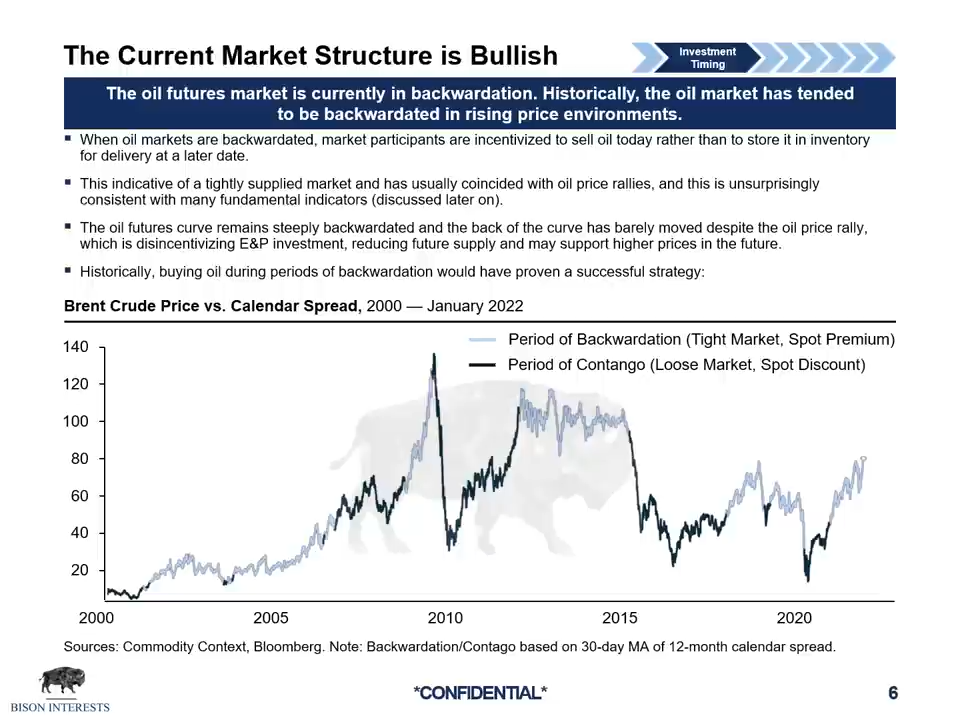 The Current Market Structure is Bullish
Investment
Timing
The oil futures market is currently in backwardation. Historically, the oil market has tended
to be backwardated in rising price environments.
▪ When oil markets are backwardated, market participants are incentivized to sell oil today rather than to store it in inventory
for delivery at a later date.
▪ This indicative of a tightly supplied market and has usually coincided with oil price rallies, and this is unsurprisingly
consistent with many fundamental indicators (discussed later on).
▪ The oil futures curve remains steeply backwardated and the back of the curve has barely moved despite the oil price rally,
which is disincentivizing E&P investment, reducing future supply and may support higher prices in the future.
▪ Historically, buying oil during periods of backwardation would have proven a successful strategy:
Brent Crude Price vs. Calendar Spread, 2000 — January 2022
Period of Backwardation (Tight Market, Spot Premium)
Period of Contango (Loose Market, Spot Discount)
140
120
100
80
60
40
20
2000 2005 2010 2015 2020
Sources: Commodity Context, Bloomberg. Note: Backwardation/Contago based on 30-day MA of 12-month calendar spread.
BISON INTERESTS
*CONFIDENTIAL*
6